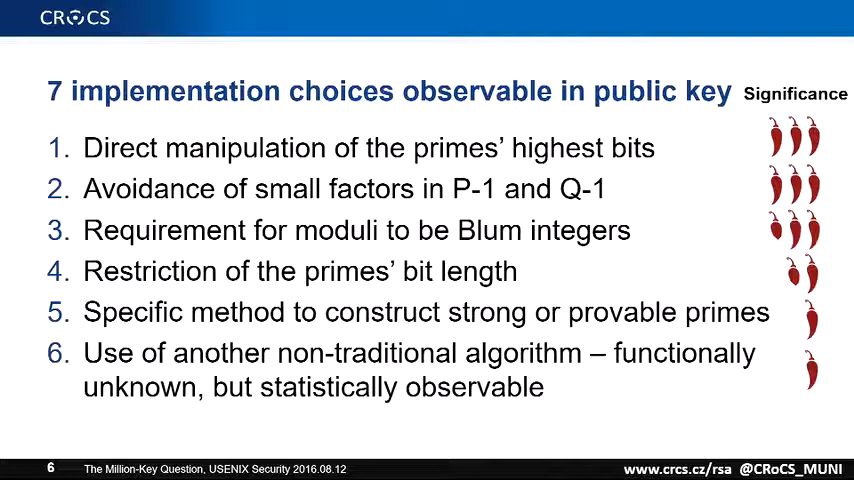 CRCS
7 implementation choices observable in public key
Significance
1. Direct manipulation of the primes' highest bits
2. Avoidance of small factors in P-1 and Q-1
3. Requirement for moduli to be Blum integers
4. Restriction of the primes' bit length
5. Specific method to construct strong or provable primes
6. Use of another non-traditional algorithm – functionally
unknown, but statistically observable
6 The Million-Key Question, USENIX Security 2016.08.12
www.crcs.cz/rsa @CRoCS_MUNI